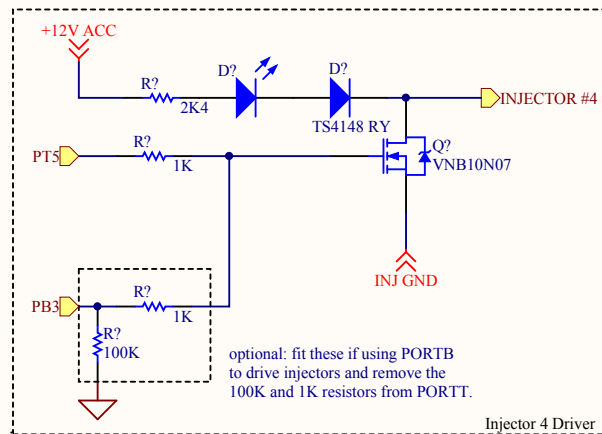 +12V ACC
D?
D?
R?
2K4
TS4148 RY
INJECTOR #4
PT5
R?
1K
Q?
VNB10N07
INJ GND
PB3
R?
1K
R?
100K
optional: fit these if using PORTB
to drive injectors and remove the
100K and 1K resistors from PORTT.
Injector 4 Driver